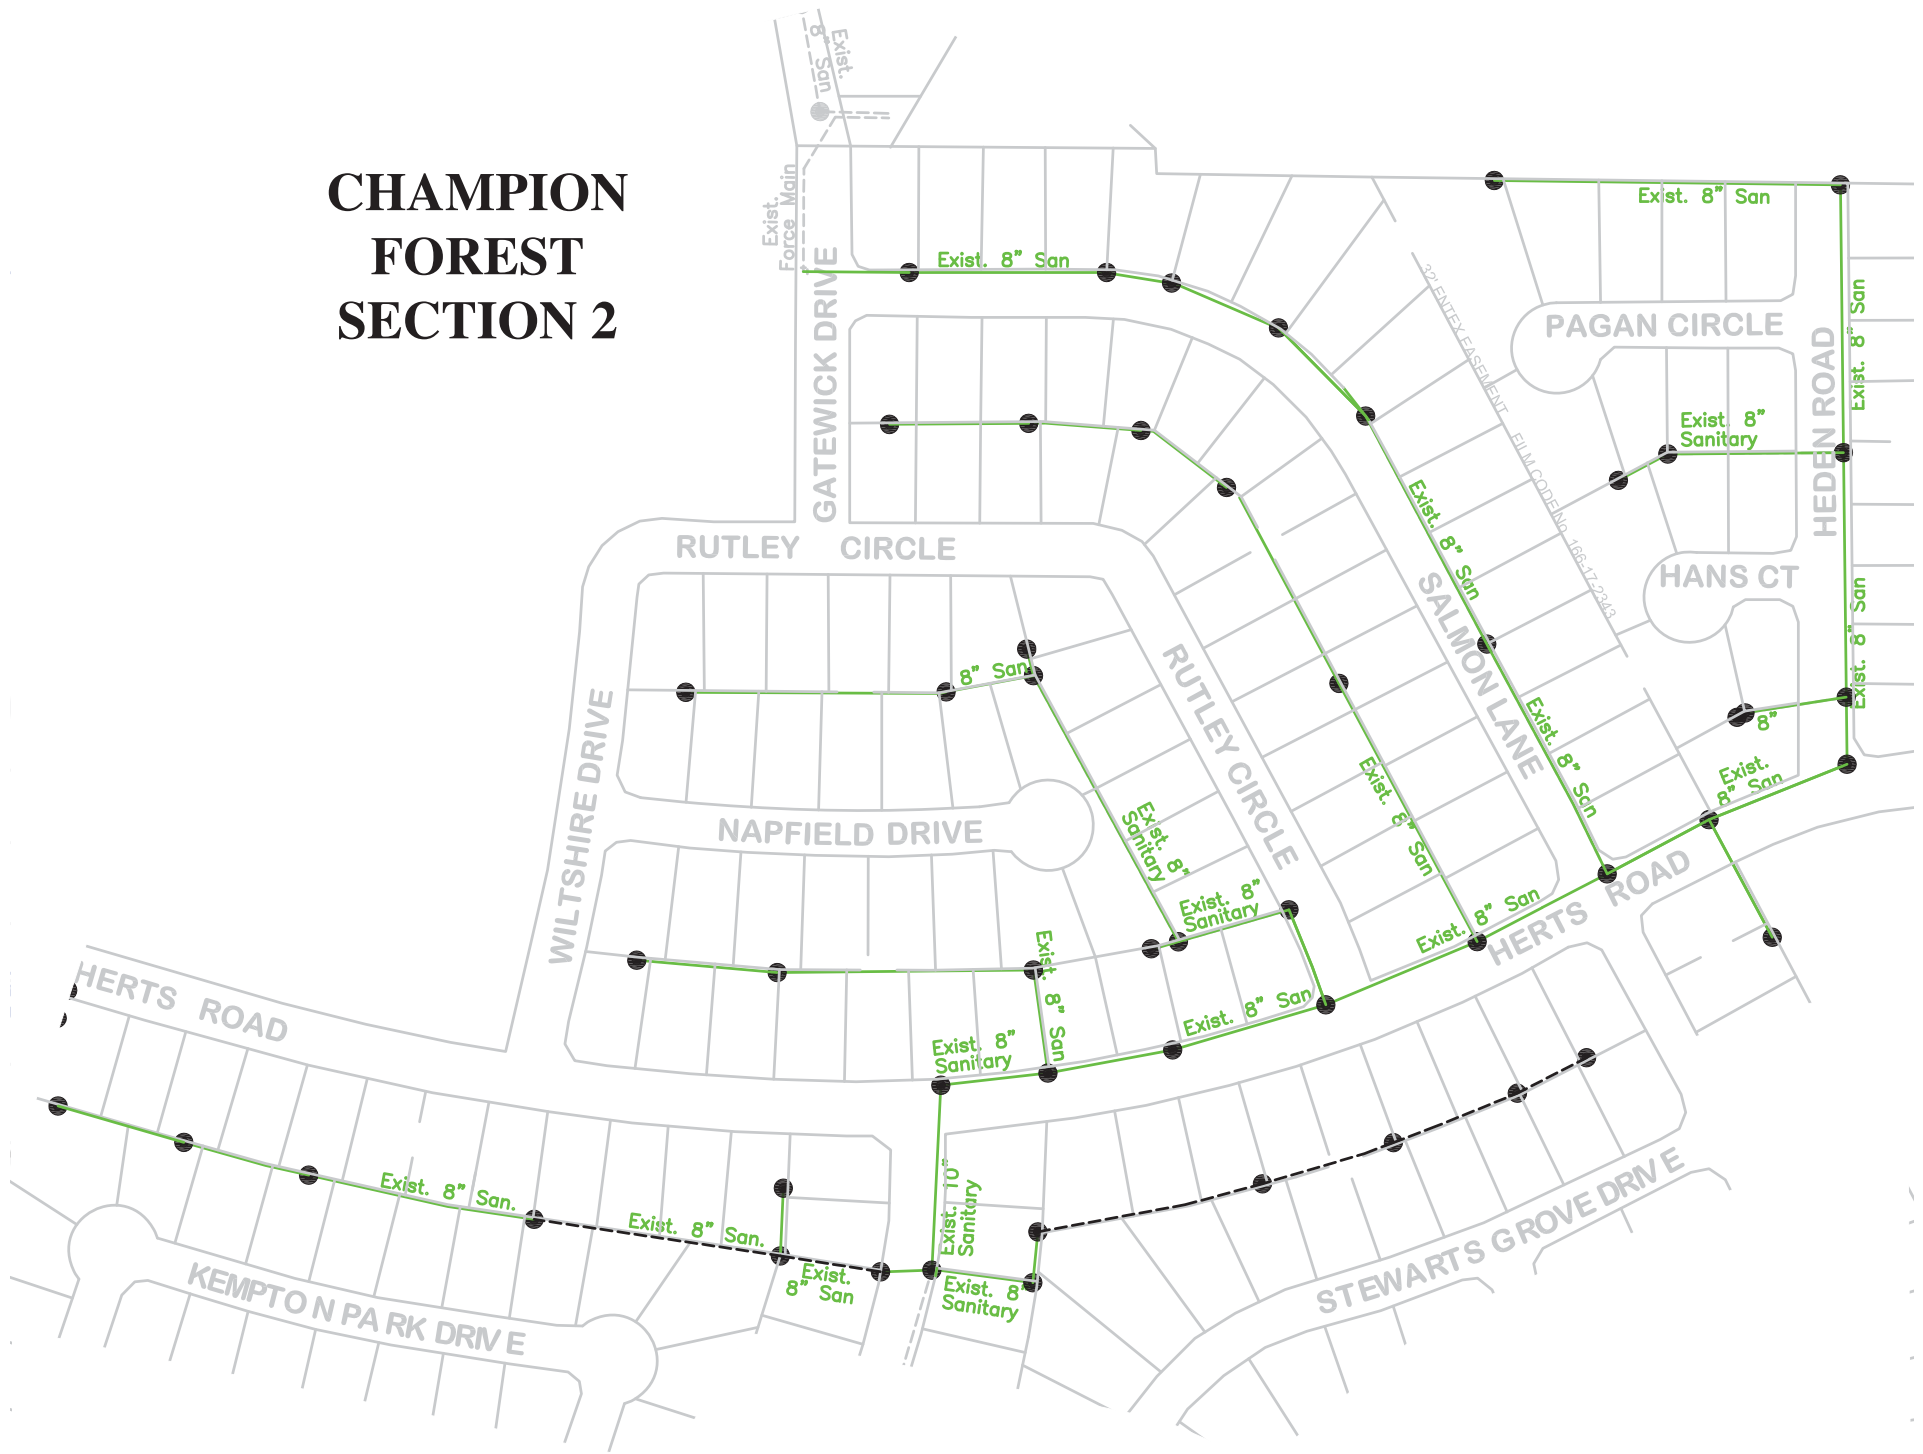 Exist.
8" San
CHAMPION
FOREST
SECTION 2
Exist.
Force Main
Exist. 8" San
Exist. 8" San
GATEWICK DRIVE
32' ENTEX EASEMENT FILM CODE No. 166-17-2343
PAGAN CIRCLE
HEDEN ROAD
Exist. 8" San
Exist. 8"
Sanitary
RUTLEY CIRCLE
Exist. 8" San
SALMON LANE
HANS CT
Exist. 8" San
8" San
RUTLEY CIRCLE
WILTSHIRE DRIVE
Exist. 8" San
8"
Exist.
8" San
Exist. 8" San
NAPFIELD DRIVE
Exist. 8"
Sanitary
Exist. 8"
Sanitary
Exist. 8" San
HERTS ROAD
Exist. 8" San
HERTS ROAD
Exist. 8" San
Exist. 8"
Sanitary
Exist. 10"
Sanitary
Exist. 8" San.
Exist. 8" San.
Exist.
8" San
Exist. 8"
Sanitary
KEMPTON PARK DRIVE
STEWARTS GROVE DRIVE